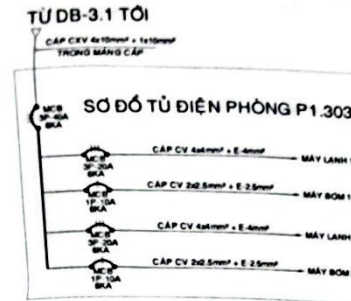 TỪ DB-3.1 TỚI
CÁP CXV 4x10mm² + 1x10mm²
TRONG MÁNG CÁP
MCB
3P-40A
6KA
SƠ ĐỒ TỦ ĐIỆN PHÒNG P1.303
CÁP CV 4x4mm² + E-4mm²
MCB
3P-20A
6KA
MÁY LẠNH 1
CÁP CV 2x2.5mm² + E-2.5mm²
MCB
1P-10A
6KA
MÁY BƠM 1
CÁP CV 4x4mm² + E-4mm²
MCB
3P-20A
6KA
MÁY LẠNH
CÁP CV 2x2.5mm² + E-2.5mm²
MCB
1P-10A
6KA
MÁY BƠM